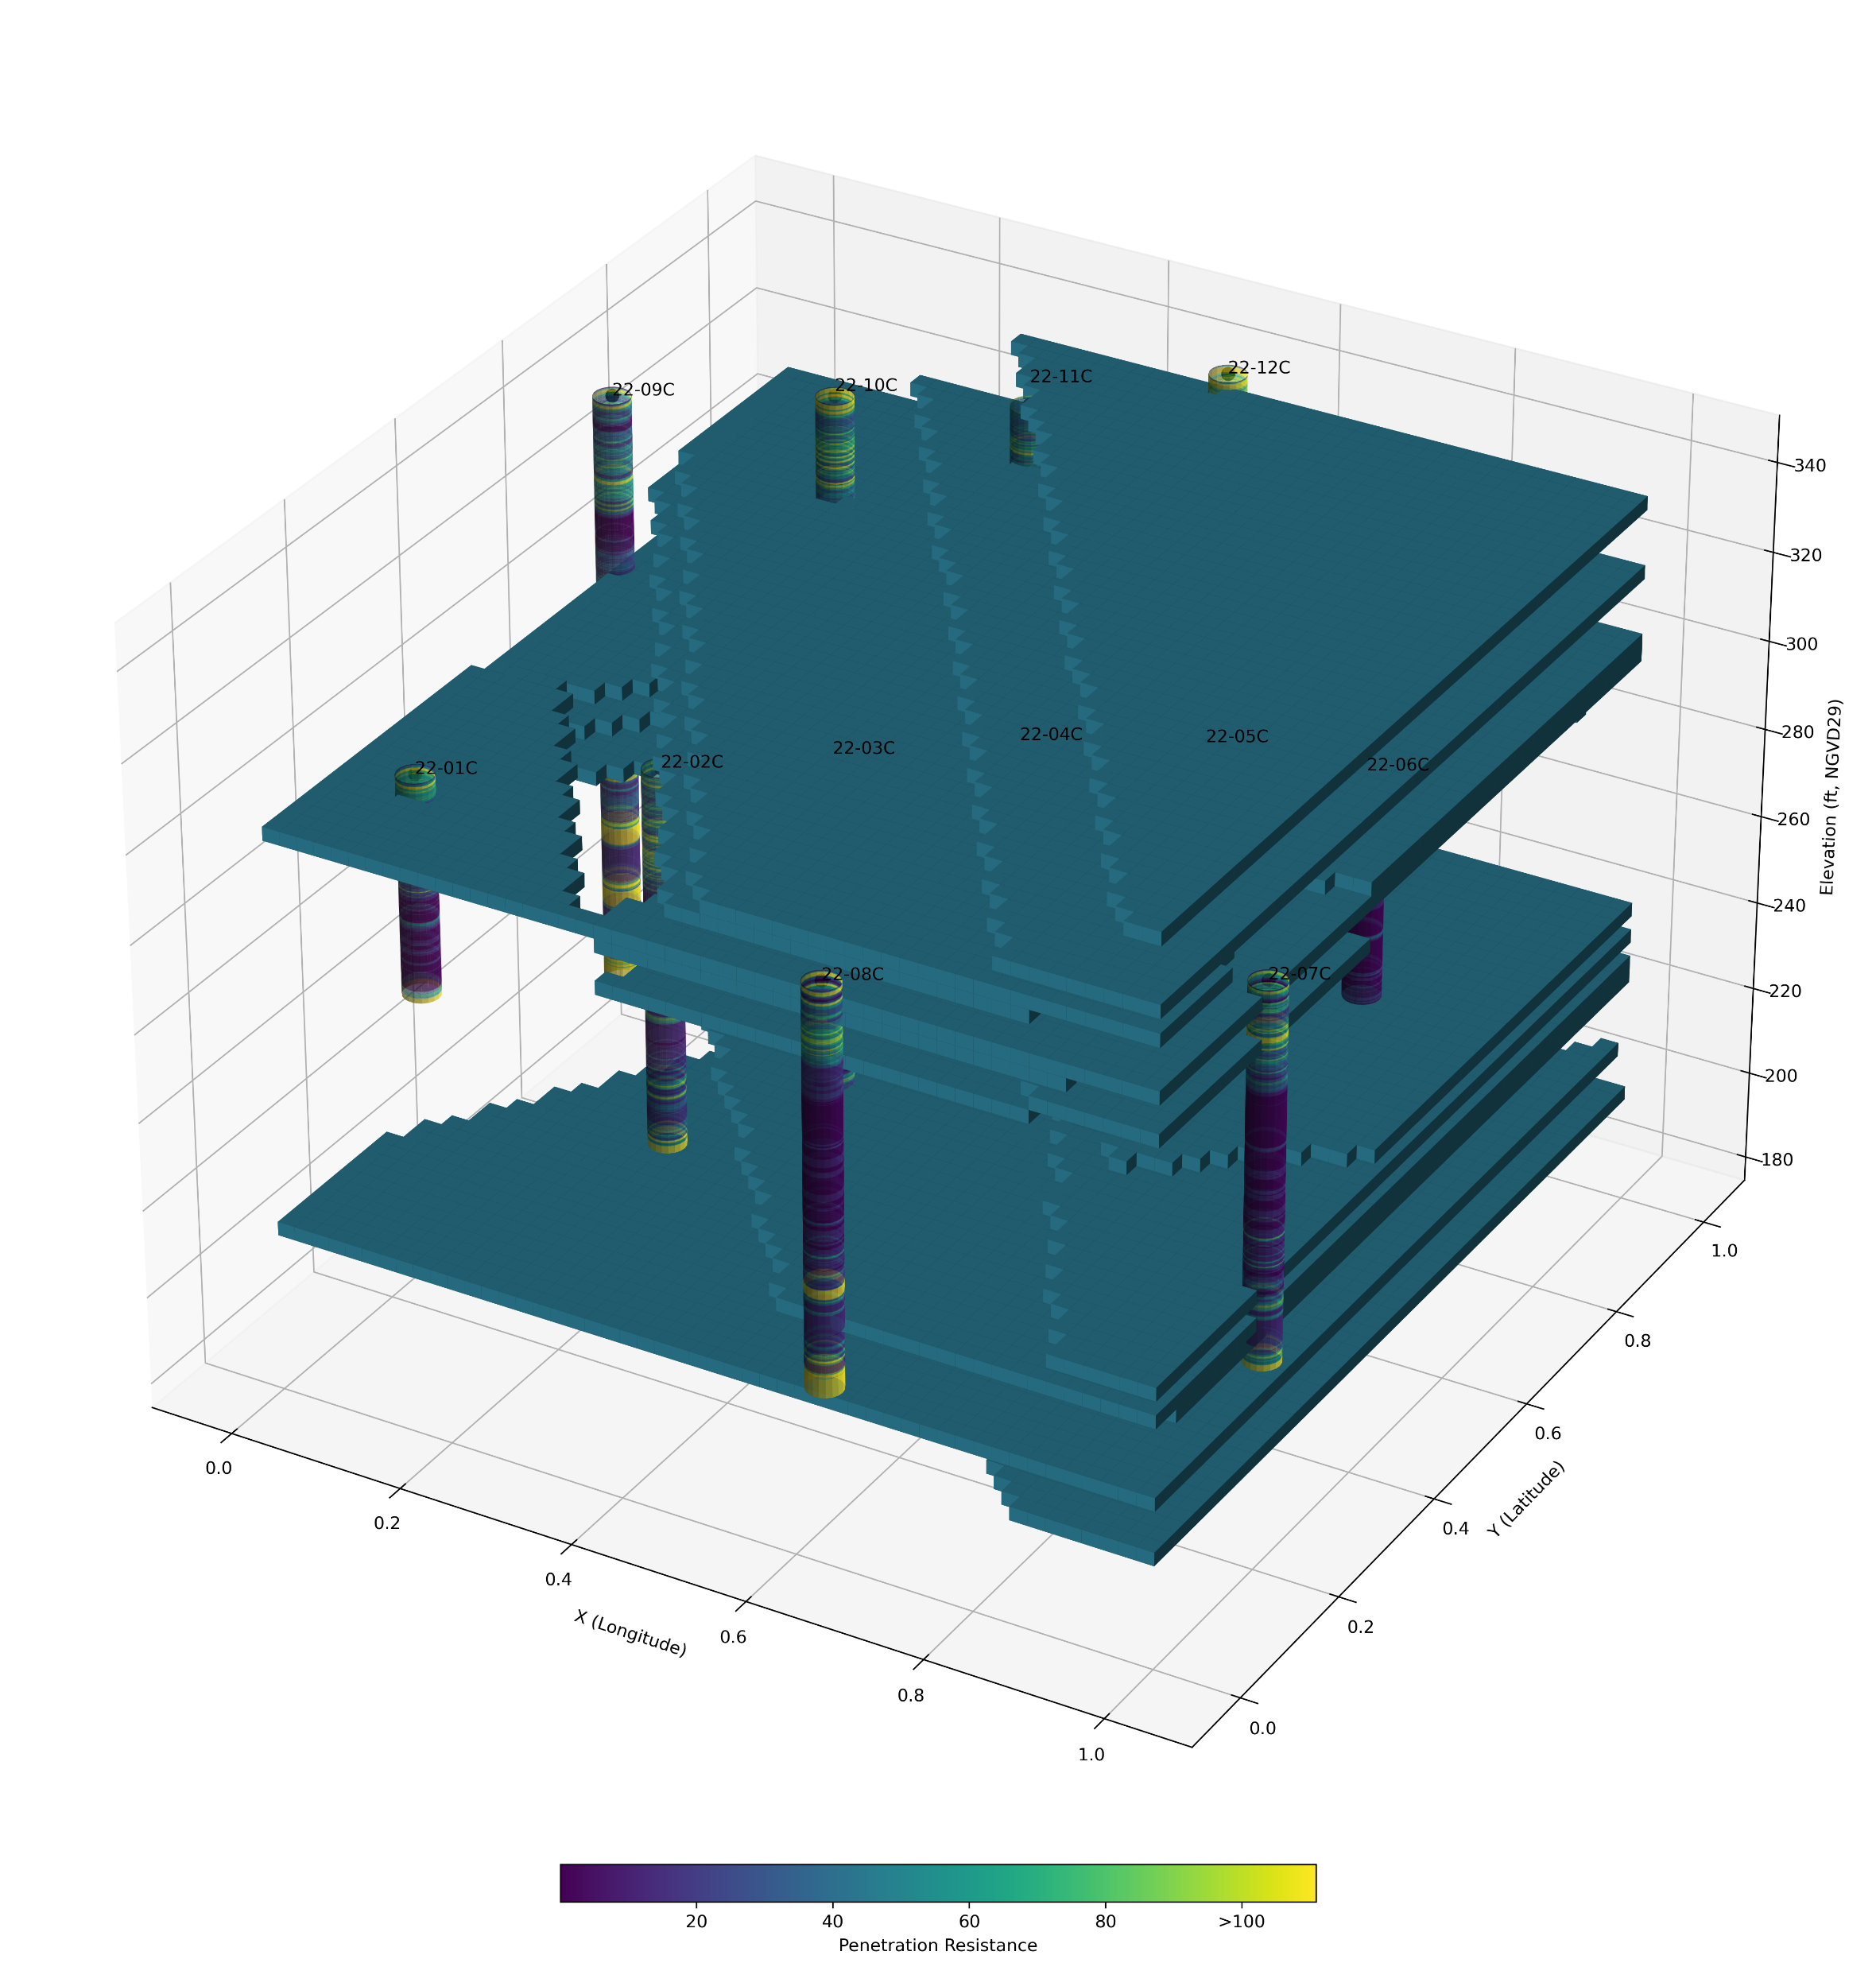 22-12C
22-11C
22-10C
22-09C
340
320
300
280
260
240
220
200
180
Elevation (ft, NGVD29)
22-04C
22-05C
22-03C
22-02C
22-06C
22-01C
22-08C
22-07C
1.0
0.8
0.6
0.4
0.2
0.0
Y (Latitude)
0.0
0.2
0.4
0.6
0.8
1.0
X (Longitude)
20 40 60 80 >100
Penetration Resistance